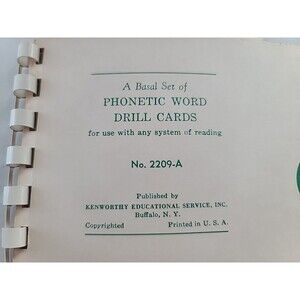 A Basal Set of
PHONETIC WORD
DRILL CARDS
for use with any system of reading
No. 2209-A
Published by
KENWORTHY EDUCATIONAL SERVICE, INC.
Buffalo, N. Y.
Copyrighted Printed in U. S. A.